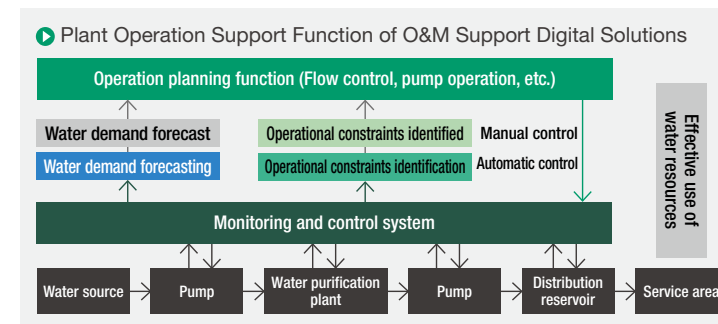 Plant Operation Support Function of O&M Support Digital Solutions
Operation planning function (Flow control, pump operation, etc.)
Water demand forecast
Operational constraints identified
Manual control
Water demand forecasting
Operational constraints identification
Automatic control
Effective use of
water resources
Monitoring and control system
Water source
Pump
Water purification
plant
Pump
Distribution
reservoir
Service area